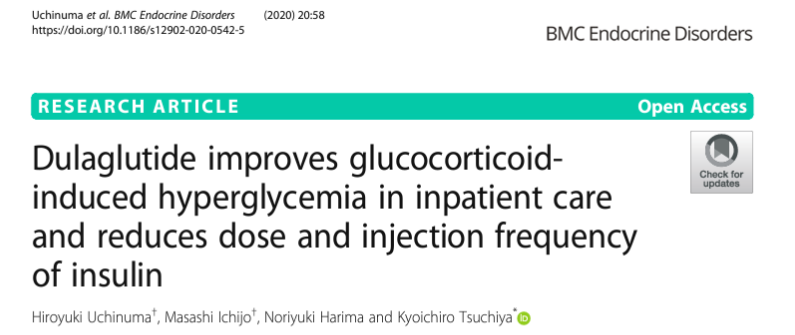 Uchinuma et al. BMC Endocrine Disorders (2020) 20:58
https://doi.org/10.1186/s12902-020-0542-5
BMC Endocrine Disorders
RESEARCH ARTICLE Open Access
Dulaglutide improves glucocorticoid-
induced hyperglycemia in inpatient care
and reduces dose and injection frequency
of insulin
Check for
updates
Hiroyuki Uchinuma†, Masashi Ichijo†, Noriyuki Harima and Kyoichiro Tsuchiya* iD